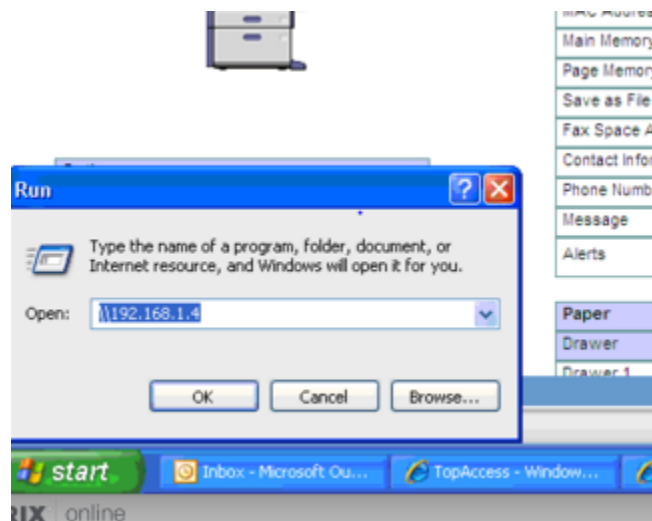 Main Memory
Page Memory
Save as File
Fax Space A
Contact Infor
Phone Numb
Message
Alerts
Paper
Drawer
Drawer 1
Run
Type the name of a program, folder, document, or
Internet resource, and Windows will open it for you.
Open: \\192.168.1.4
OK Cancel Browse...
start Inbox - Microsoft Ou... TopAccess - Window...
RIX online